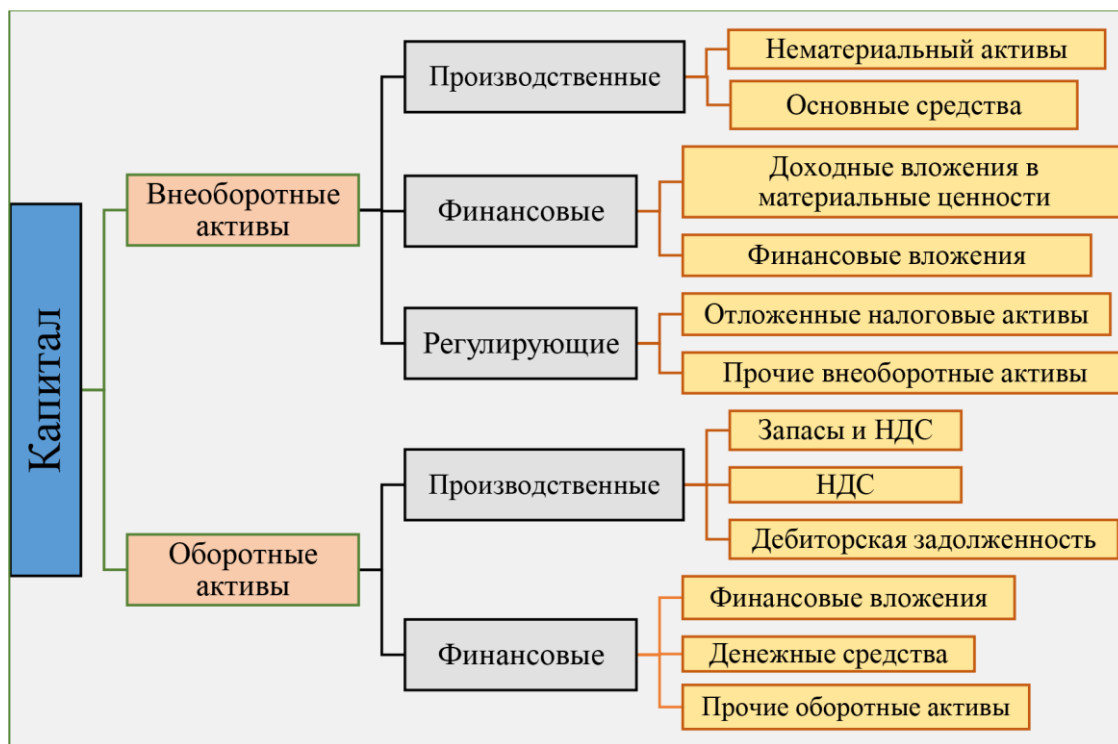 Капитал
Внеоборотные
активы
Производственные
Нематериальный активы
Основные средства
Финансовые
Доходные вложения в
материальные ценности
Финансовые вложения
Регулирующие
Отложенные налоговые активы
Прочие внеоборотные активы
Оборотные
активы
Производственные
Запасы и НДС
НДС
Дебиторская задолженность
Финансовые
Финансовые вложения
Денежные средства
Прочие оборотные активы